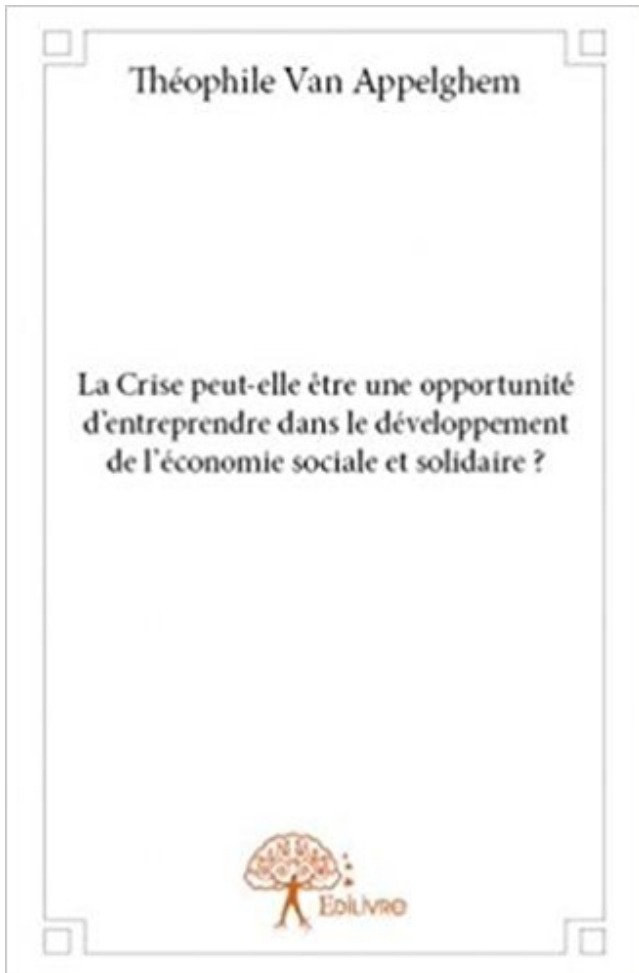 Théophile Van Appelghem
La Crise peut-elle être une opportunité
d'entreprendre dans le développement
de l'économie sociale et solidaire ?
EDILIVRE